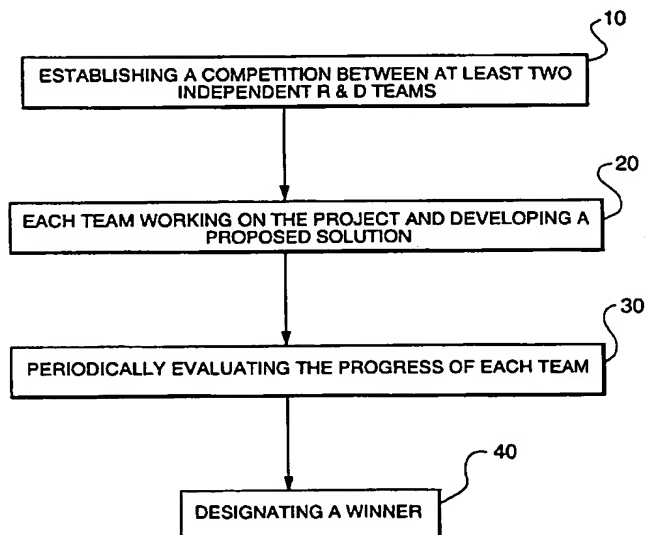 10
ESTABLISHING A COMPETITION BETWEEN AT LEAST TWO
INDEPENDENT R & D TEAMS
20
EACH TEAM WORKING ON THE PROJECT AND DEVELOPING A
PROPOSED SOLUTION
30
PERIODICALLY EVALUATING THE PROGRESS OF EACH TEAM
40
DESIGNATING A WINNER